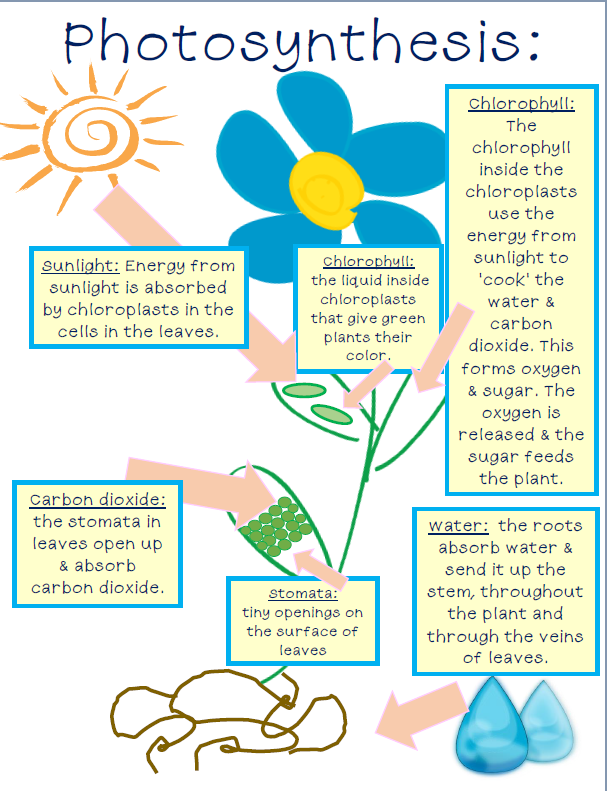 Photosynthesis:
Chlorophyll:
The
chlorophyll
inside the
chloroplasts
use the
energy from
sunlight to
'cook' the
water &
carbon
dioxide. This
forms oxygen
& sugar. The
oxygen is
released & the
sugar feeds
the plant.
Sunlight: Energy from
sunlight is absorbed
by chloroplasts in the
cells in the leaves.
Chlorophyll:
the liquid inside
chloroplasts
that give green
plants their
color.
Carbon dioxide:
the stomata in
leaves open up
& absorb
carbon dioxide.
Stomata:
tiny openings on
the surface of
leaves
Water: the roots
absorb water &
send it up the
stem, throughout
the plant and
through the veins
of leaves.